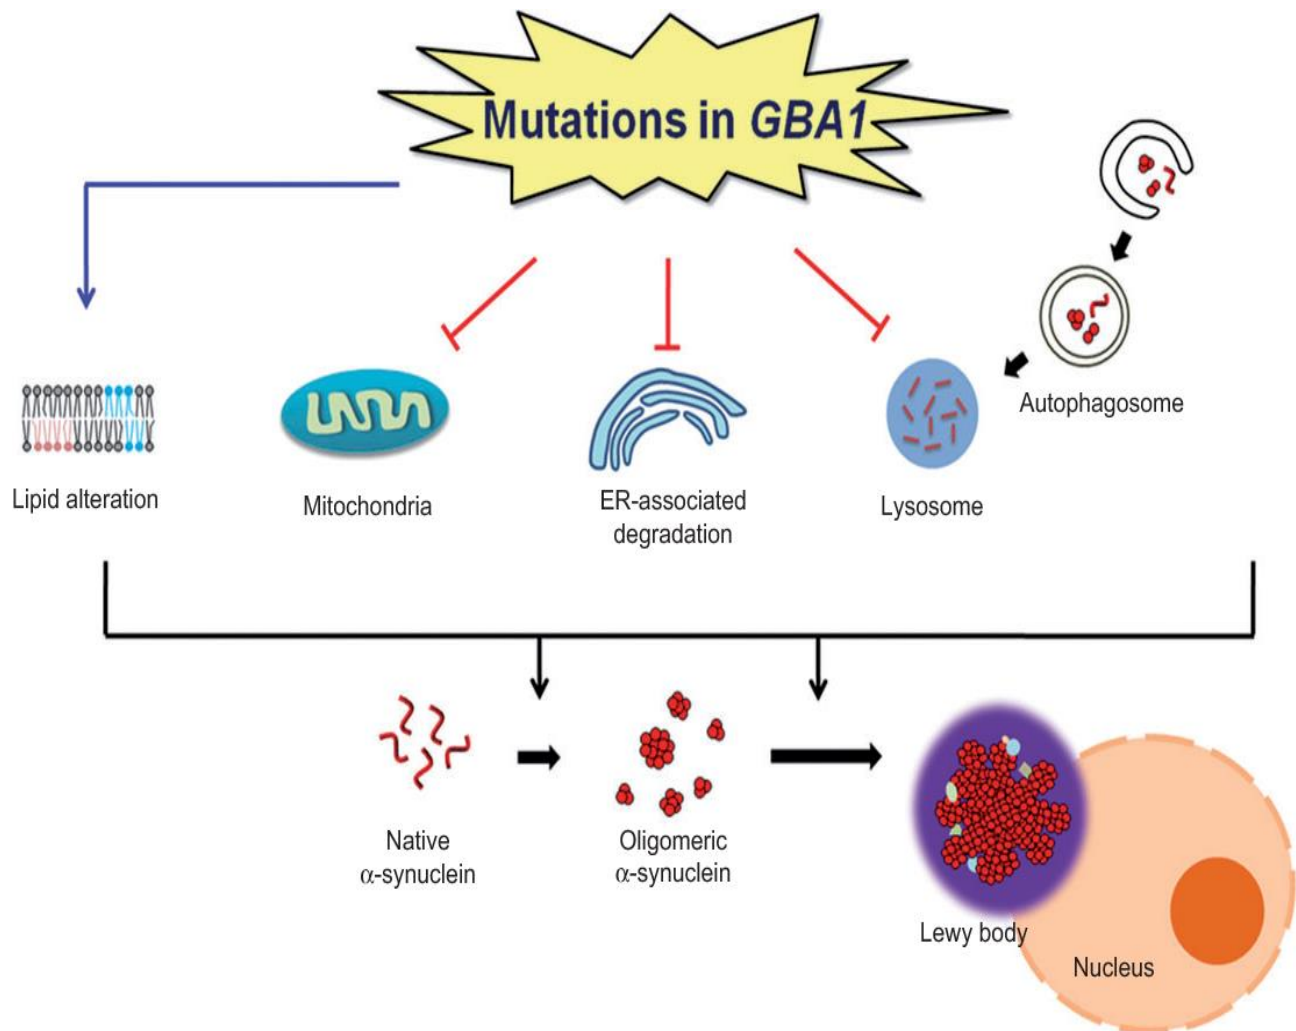 Mutations in GBA1
Autophagosome
Lipid alteration
Mitochondria
ER-associated
degradation
Lysosome
Native
α-synuclein
Oligomeric
α-synuclein
Lewy body
Nucleus